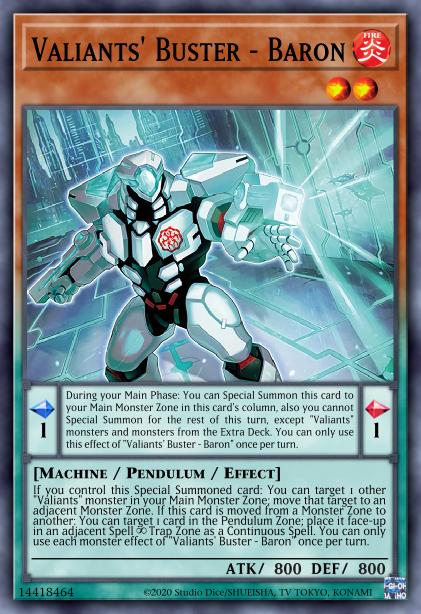 Valiants' Buster - Baron
FIRE
炎
During your Main Phase: You can Special Summon this card to
your Main Monster Zone in this card's column, also you cannot
Special Summon for the rest of this turn, except "Valiants"
monsters and monsters from the Extra Deck. You can only use
this effect of "Valiants' Buster - Baron" once per turn.
1
1
[Machine / Pendulum / Effect]
If you control this Special Summoned card: You can target 1 other
"Valiants" monster in your Main Monster Zone; move that target to an
adjacent Monster Zone. If this card is moved from a Monster Zone to
another: You can target 1 card in the Pendulum Zone; place it face-up
in an adjacent Spell ∞ Trap Zone as a Continuous Spell. You can only
use each monster effect of "Valiants' Buster - Baron" once per turn.
ATK/ 800 DEF/ 800
14418464
©2020 Studio Dice/SHUEISHA, TV TOKYO, KONAMI